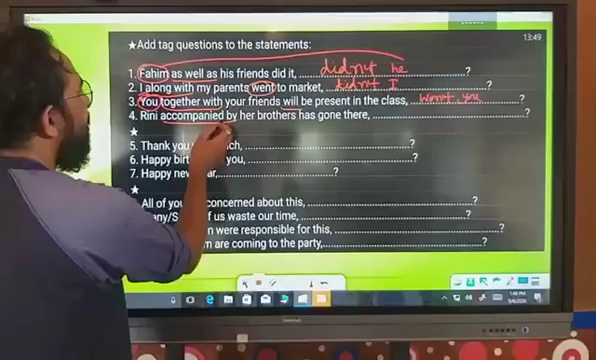 13:49
★Add tag questions to the statements:
1. Fahim as well as his friends did it, didn't he ?
2. I along with my parents went to market, didn't I ?
3. You together with your friends will be present in the class, won't you ?
4. Rini accompanied by her brothers has gone there, ?
★
5. Thank you ?
6. Happy you, ?
7. Happy new ?
★
All of you concerned about this, ?
of us waste our time, ?
were responsible for this, ?
are coming to the party, ?